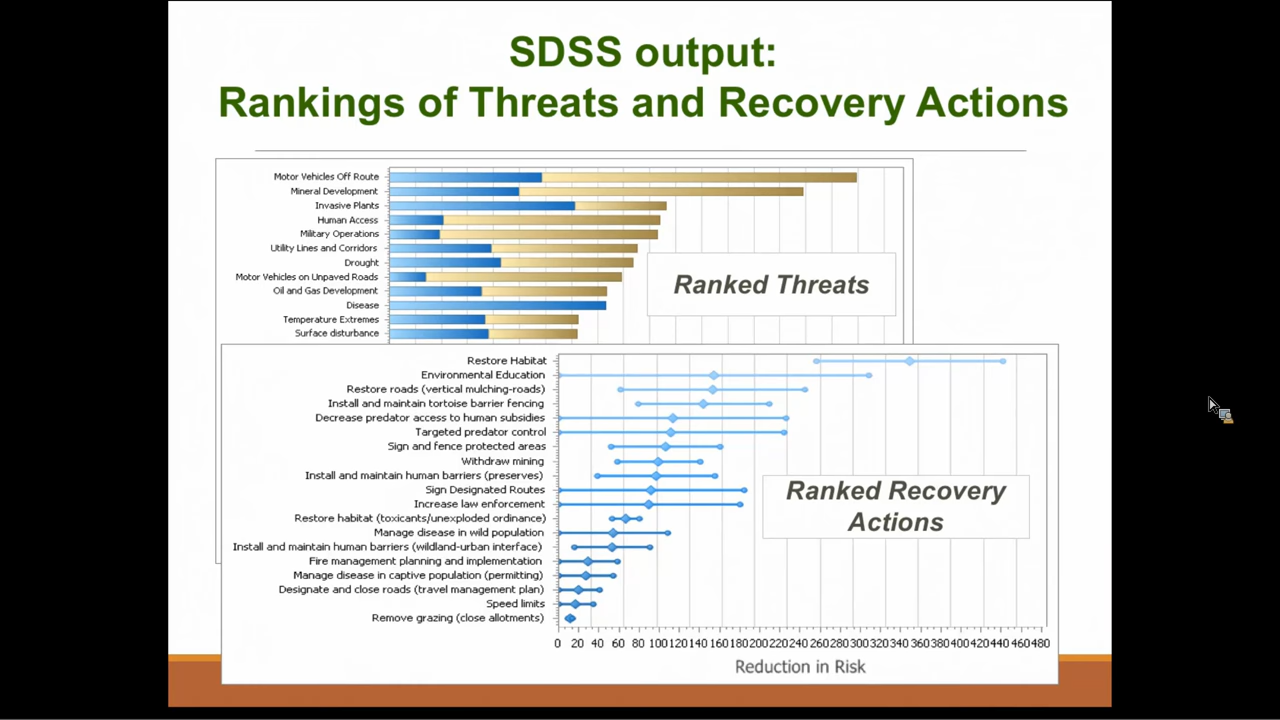 SDSS output:
Rankings of Threats and Recovery Actions
Motor Vehicles Off Route
Mineral Development
Invasive Plants
Human Access
Military Operations
Utility Lines and Corridors
Drought
Motor Vehicles on Unpaved Roads
Oil and Gas Development
Disease
Temperature Extremes
Surface disturbance
Ranked Threats
Restore Habitat
Environmental Education
Restore roads (vertical mulching-roads)
Install and maintain tortoise barrier fencing
Decrease predator access to human subsidies
Targeted predator control
Sign and fence protected areas
Withdraw mining
Install and maintain human barriers (preserves)
Sign Designated Routes
Increase law enforcement
Restore habitat (toxicants/unexploded ordinance)
Manage disease in wild population
Install and maintain human barriers (wildland-urban interface)
Fire management planning and implementation
Manage disease in captive population (permitting)
Designate and close roads (travel management plan)
Speed limits
Remove grazing (close allotments)
Ranked Recovery
Actions
0 20 40 60 80 100 120 140 160 180 200 220 240 260 280 300 320 340 360 380 400 420 440 460 480
Reduction in Risk